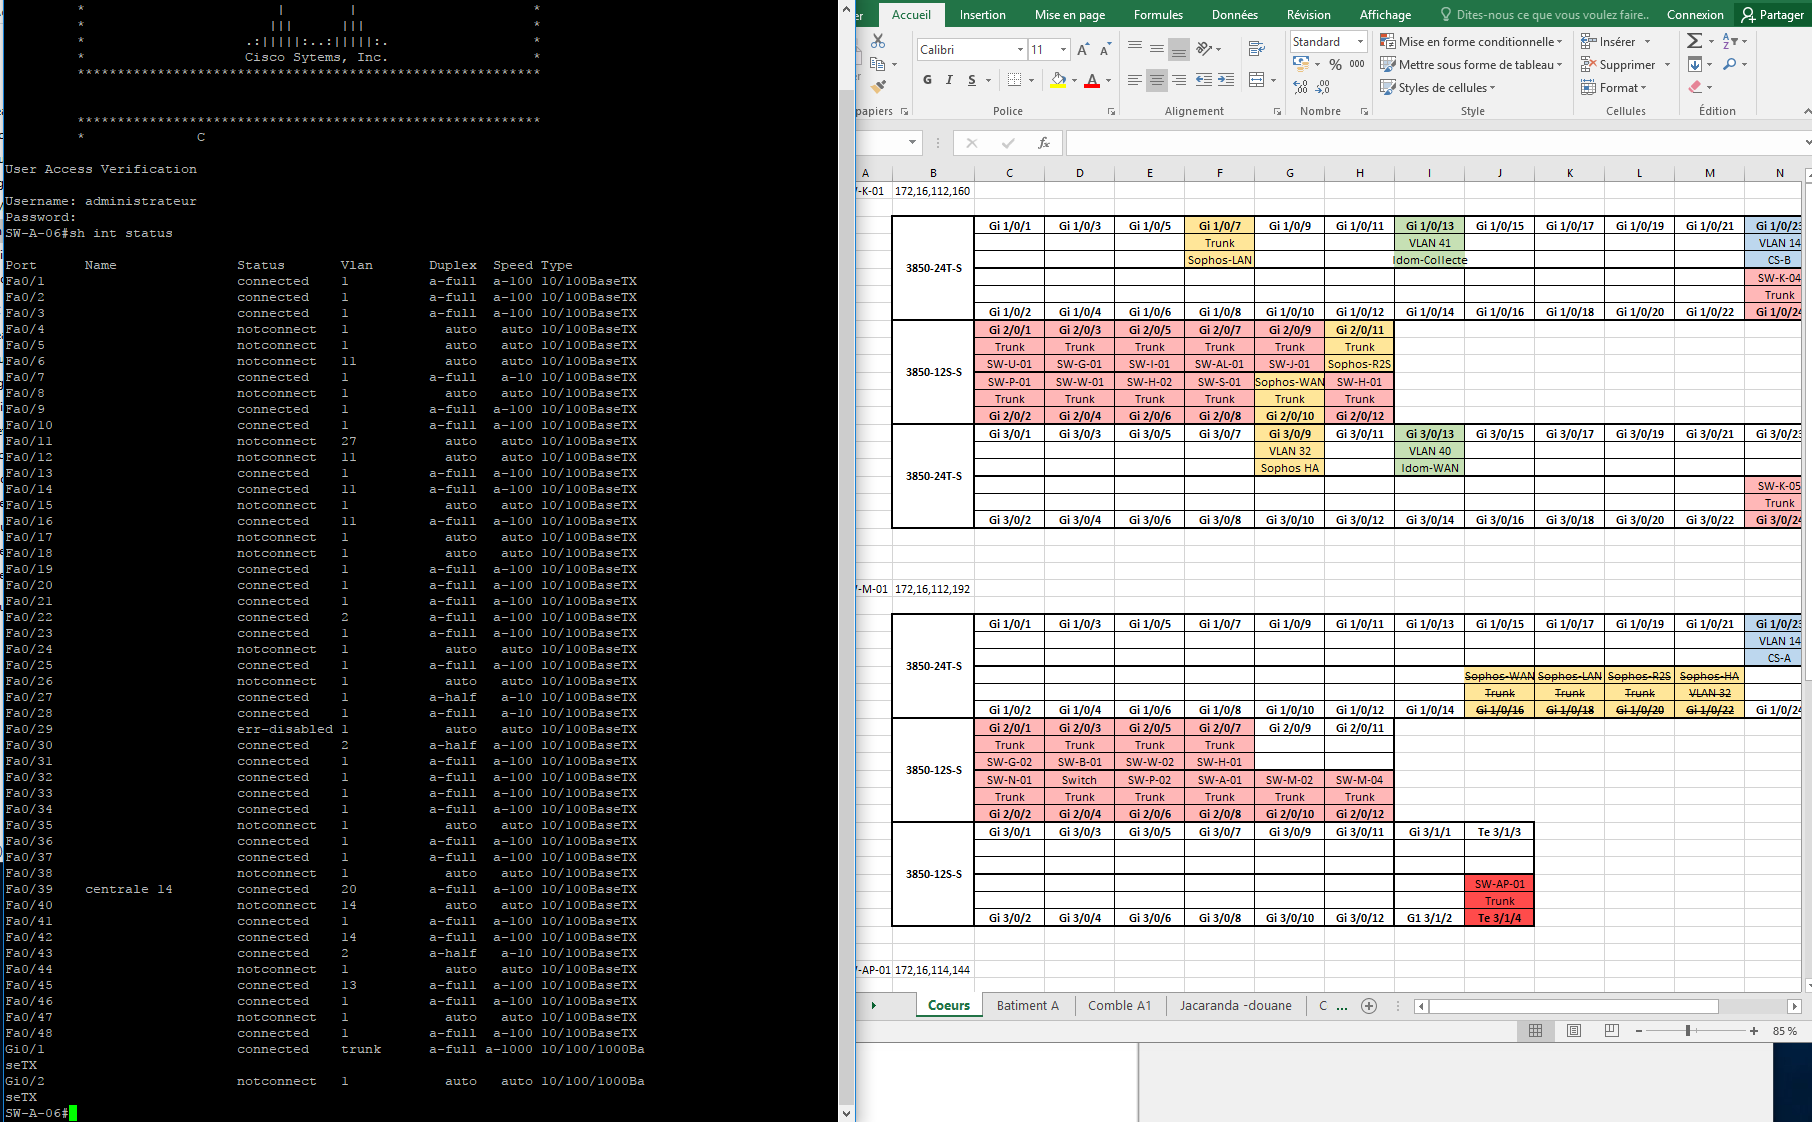 Cisco Sytems, Inc.
C
User Access Verification
Username: administrateur
Password:
SW-A-06#sh int status
Port Name Status Vlan Duplex Speed Type
Fa0/1 connected 1 a-full a-100 10/100BaseTX
Fa0/2 connected 1 a-full a-100 10/100BaseTX
Fa0/3 connected 1 a-full a-100 10/100BaseTX
Fa0/4 notconnect 1 auto auto 10/100BaseTX
Fa0/5 notconnect 1 auto auto 10/100BaseTX
Fa0/6 notconnect 11 auto auto 10/100BaseTX
Fa0/7 connected 1 a-full a-10 10/100BaseTX
Fa0/8 notconnect 1 auto auto 10/100BaseTX
Fa0/9 connected 1 a-full a-100 10/100BaseTX
Fa0/10 connected 1 a-full a-100 10/100BaseTX
Fa0/11 notconnect 27 auto auto 10/100BaseTX
Fa0/12 notconnect 11 auto auto 10/100BaseTX
Fa0/13 connected 1 a-full a-100 10/100BaseTX
Fa0/14 connected 11 a-full a-100 10/100BaseTX
Fa0/15 notconnect 1 auto auto 10/100BaseTX
Fa0/16 connected 11 a-full a-100 10/100BaseTX
Fa0/17 notconnect 1 auto auto 10/100BaseTX
Fa0/18 notconnect 1 auto auto 10/100BaseTX
Fa0/19 connected 1 a-full a-100 10/100BaseTX
Fa0/20 connected 1 a-full a-100 10/100BaseTX
Fa0/21 connected 1 a-full a-100 10/100BaseTX
Fa0/22 connected 2 a-full a-100 10/100BaseTX
Fa0/23 connected 1 a-full a-100 10/100BaseTX
Fa0/24 notconnect 1 auto auto 10/100BaseTX
Fa0/25 connected 1 a-full a-100 10/100BaseTX
Fa0/26 notconnect 1 auto auto 10/100BaseTX
Fa0/27 connected 1 a-half a-10 10/100BaseTX
Fa0/28 connected 1 a-full a-10 10/100BaseTX
Fa0/29 err-disabled 1 auto auto 10/100BaseTX
Fa0/30 connected 2 a-half a-100 10/100BaseTX
Fa0/31 connected 1 a-full a-100 10/100BaseTX
Fa0/32 connected 1 a-full a-100 10/100BaseTX
Fa0/33 connected 1 a-full a-100 10/100BaseTX
Fa0/34 connected 1 a-full a-100 10/100BaseTX
Fa0/35 notconnect 1 auto auto 10/100BaseTX
Fa0/36 connected 1 a-full a-100 10/100BaseTX
Fa0/37 connected 1 a-full a-100 10/100BaseTX
Fa0/38 notconnect 1 auto auto 10/100BaseTX
Fa0/39 centrale 14 connected 20 a-full a-100 10/100BaseTX
Fa0/40 notconnect 14 auto auto 10/100BaseTX
Fa0/41 connected 1 a-full a-100 10/100BaseTX
Fa0/42 connected 14 a-full a-100 10/100BaseTX
Fa0/43 connected 2 a-half a-10 10/100BaseTX
Fa0/44 notconnect 1 auto auto 10/100BaseTX
Fa0/45 connected 13 a-full a-100 10/100BaseTX
Fa0/46 connected 1 a-full a-100 10/100BaseTX
Fa0/47 notconnect 1 auto auto 10/100BaseTX
Fa0/48 connected 1 a-full a-100 10/100BaseTX
Gi0/1 connected trunk a-full a-1000 10/100/1000Ba
seTX
Gi0/2 notconnect 1 auto auto 10/100/1000Ba
seTX
SW-A-06#
Accueil Insertion Mise en page Formules Données Révision Affichage Dites-nous ce que vous voulez faire.. Connexion Partager
Calibri 11 Standard Mise en forme conditionnelle Insérer
G I S % 000 Mettre sous forme de tableau Supprimer
Styles de cellules Format
papiers Police Alignement Nombre Style Cellules Édition
A B C D E F G H I J K L M N
-K-01 172,16,112,160
3850-24T-S
Gi 1/0/1 Gi 1/0/3 Gi 1/0/5 Gi 1/0/7 Gi 1/0/9 Gi 1/0/11 Gi 1/0/13 Gi 1/0/15 Gi 1/0/17 Gi 1/0/19 Gi 1/0/21 Gi 1/0/23
Trunk VLAN 41 VLAN 14
Sophos-LAN Idom-Collecte CS-B
SW-K-04
Trunk
Gi 1/0/2 Gi 1/0/4 Gi 1/0/6 Gi 1/0/8 Gi 1/0/10 Gi 1/0/12 Gi 1/0/14 Gi 1/0/16 Gi 1/0/18 Gi 1/0/20 Gi 1/0/22 Gi 1/0/24
3850-12S-S
Gi 2/0/1 Gi 2/0/3 Gi 2/0/5 Gi 2/0/7 Gi 2/0/9 Gi 2/0/11
Trunk Trunk Trunk Trunk Trunk Trunk
SW-U-01 SW-G-01 SW-I-01 SW-AL-01 SW-J-01 Sophos-R2S
SW-P-01 SW-W-01 SW-H-02 SW-S-01 Sophos-WAN SW-H-01
Trunk Trunk Trunk Trunk Trunk Trunk
Gi 2/0/2 Gi 2/0/4 Gi 2/0/6 Gi 2/0/8 Gi 2/0/10 Gi 2/0/12
3850-24T-S
Gi 3/0/1 Gi 3/0/3 Gi 3/0/5 Gi 3/0/7 Gi 3/0/9 Gi 3/0/11 Gi 3/0/13 Gi 3/0/15 Gi 3/0/17 Gi 3/0/19 Gi 3/0/21 Gi 3/0/23
VLAN 32 VLAN 40
Sophos HA Idom-WAN
SW-K-05
Trunk
Gi 3/0/2 Gi 3/0/4 Gi 3/0/6 Gi 3/0/8 Gi 3/0/10 Gi 3/0/12 Gi 3/0/14 Gi 3/0/16 Gi 3/0/18 Gi 3/0/20 Gi 3/0/22 Gi 3/0/24
-M-01 172,16,112,192
3850-24T-S
Gi 1/0/1 Gi 1/0/3 Gi 1/0/5 Gi 1/0/7 Gi 1/0/9 Gi 1/0/11 Gi 1/0/13 Gi 1/0/15 Gi 1/0/17 Gi 1/0/19 Gi 1/0/21 Gi 1/0/23
VLAN 14
CS-A
Sophos-WAN Sophos-LAN Sophos-R2S Sophos-HA
Trunk Trunk Trunk VLAN 32
Gi 1/0/2 Gi 1/0/4 Gi 1/0/6 Gi 1/0/8 Gi 1/0/10 Gi 1/0/12 Gi 1/0/14 Gi 1/0/16 Gi 1/0/18 Gi 1/0/20 Gi 1/0/22 Gi 1/0/24
3850-12S-S
Gi 2/0/1 Gi 2/0/3 Gi 2/0/5 Gi 2/0/7 Gi 2/0/9 Gi 2/0/11
Trunk Trunk Trunk Trunk
SW-G-02 SW-B-01 SW-W-02 SW-H-01
SW-N-01 Switch SW-P-02 SW-A-01 SW-M-02 SW-M-04
Trunk Trunk Trunk Trunk Trunk Trunk
Gi 2/0/2 Gi 2/0/4 Gi 2/0/6 Gi 2/0/8 Gi 2/0/10 Gi 2/0/12
3850-12S-S
Gi 3/0/1 Gi 3/0/3 Gi 3/0/5 Gi 3/0/7 Gi 3/0/9 Gi 3/0/11 Gi 3/1/1 Te 3/1/3
SW-AP-01
Trunk
Gi 3/0/2 Gi 3/0/4 Gi 3/0/6 Gi 3/0/8 Gi 3/0/10 Gi 3/0/12 G1 3/1/2 Te 3/1/4
-AP-01 172,16,114,144
Coeurs Batiment A Comble A1 Jacaranda -douane C ...
85 %